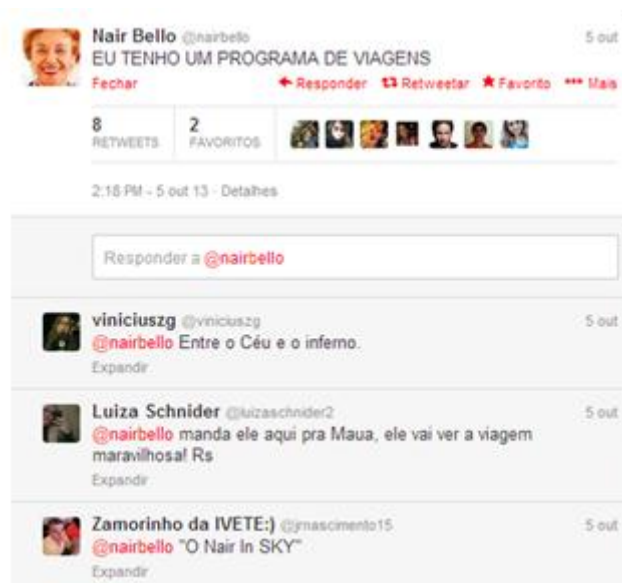 Nair Bello @nairbello 5 out
EU TENHO UM PROGRAMA DE VIAGENS
Fechar Responder Retweetar Favorito Mais
8 RETWEETS 2 FAVORITOS
2:18 PM - 5 out 13 · Detalhes
Responder a @nairbello
viniciuszg @viniciuszg 5 out
@nairbello Entre o Céu e o inferno.
Expandir
Luiza Schnider @luizaschnider2 5 out
@nairbello manda ele aqui pra Maua, ele vai ver a viagem
maravilhosa! Rs
Expandir
Zamorinho da IVETE:) @jrnascimento15 5 out
@nairbello "O Nair In SKY"
Expandir